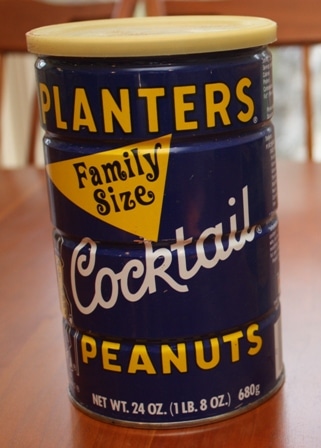 PLANTERS®
Family
Size
Cocktail®
PEANUTS
NET WT. 24 OZ. (1 LB. 8 OZ.) 680g